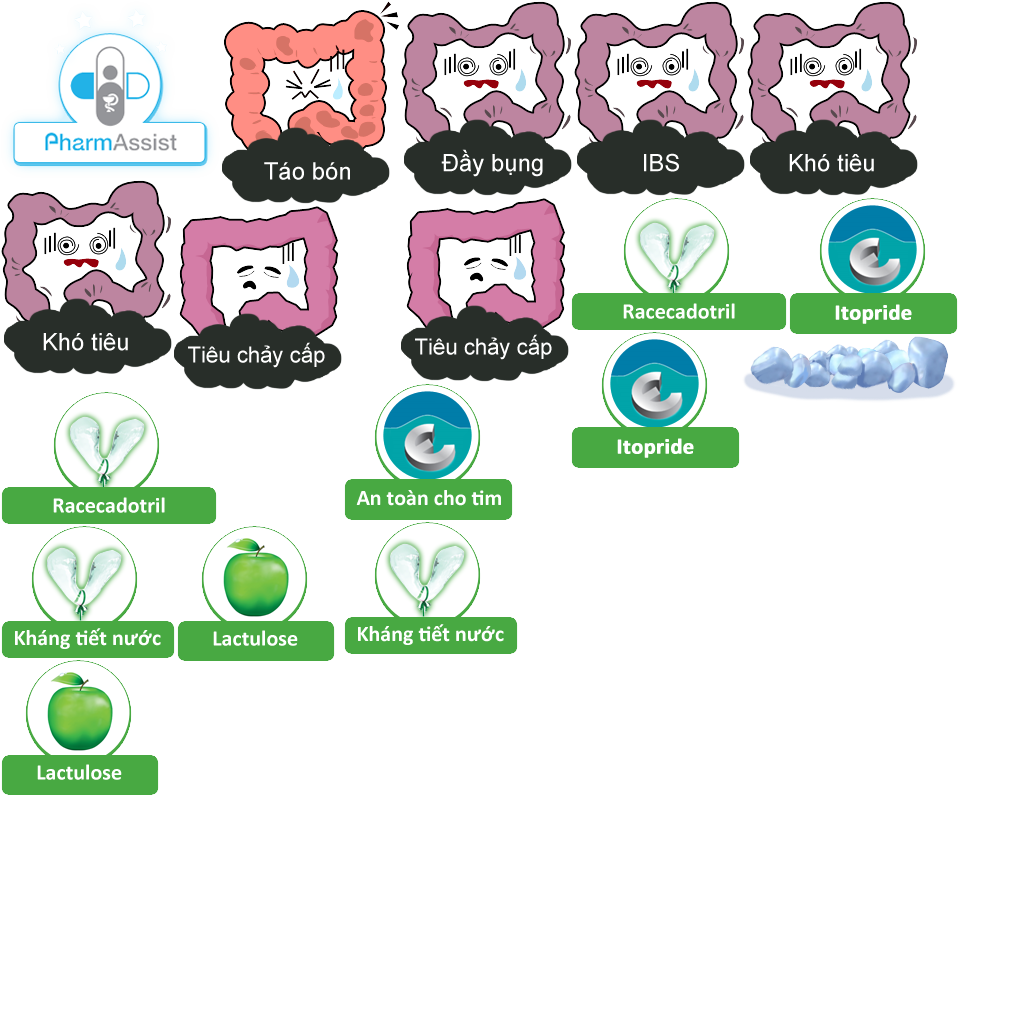 PharmAssist
Táo bón
Đầy bụng
IBS
Khó tiêu
Khó tiêu
Tiêu chảy cấp
Tiêu chảy cấp
Racecadotril
Itopride
Itopride
Racecadotril
An toàn cho tim
Kháng tiết nước
Lactulose
Kháng tiết nước
Lactulose